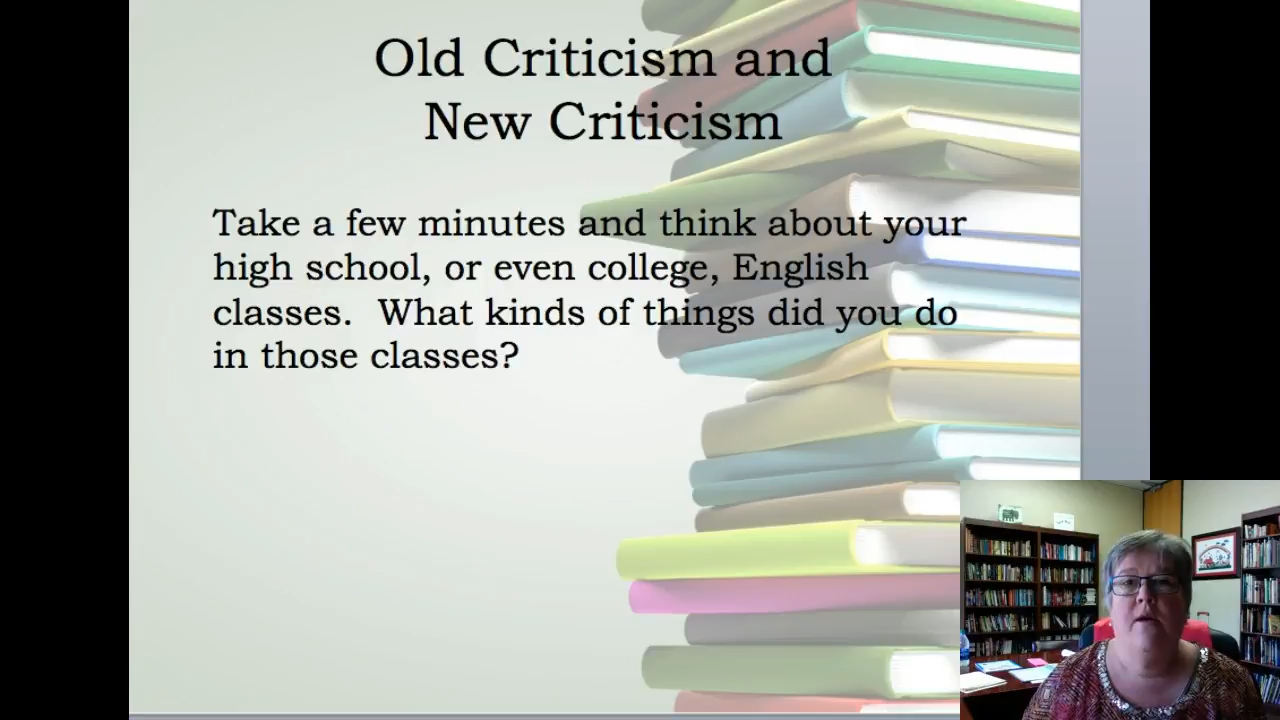 Old Criticism and
New Criticism
Take a few minutes and think about your
high school, or even college, English
classes.  What kinds of things did you do
in those classes?